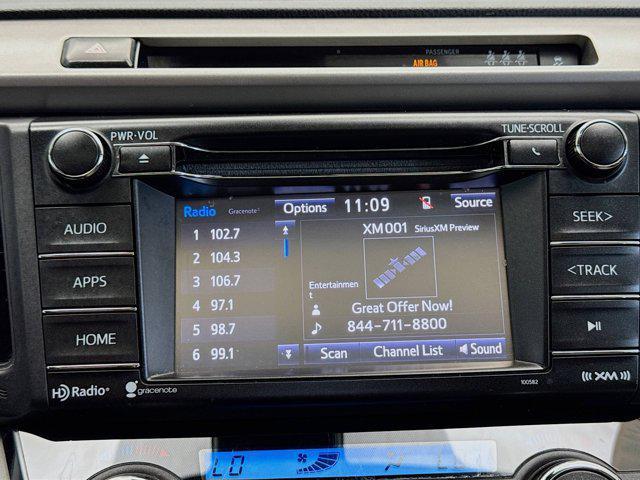 PASSENGER
AIR BAG
PWR·VOL
TUNE·SCROLL
AUDIO
APPS
HOME
HD Radio
gracenote
Radio Gracenote
Options
11:09
Source
1 102.7
2 104.3
3 106.7
4 97.1
5 98.7
6 99.1
XM001 SiriusXM Preview
Entertainmen
t
Great Offer Now!
844-711-8800
Scan
Channel List
Sound
SEEK>
<TRACK
XM
100582
LO